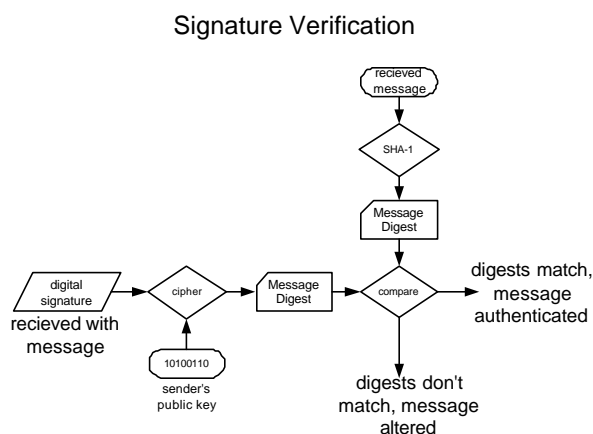 Signature Verification
recieved
message
SHA-1
Message
Digest
digital
signature
recieved with
message
cipher
10100110
sender's
public key
Message
Digest
compare
digests match,
message
authenticated
digests don't
match, message
altered